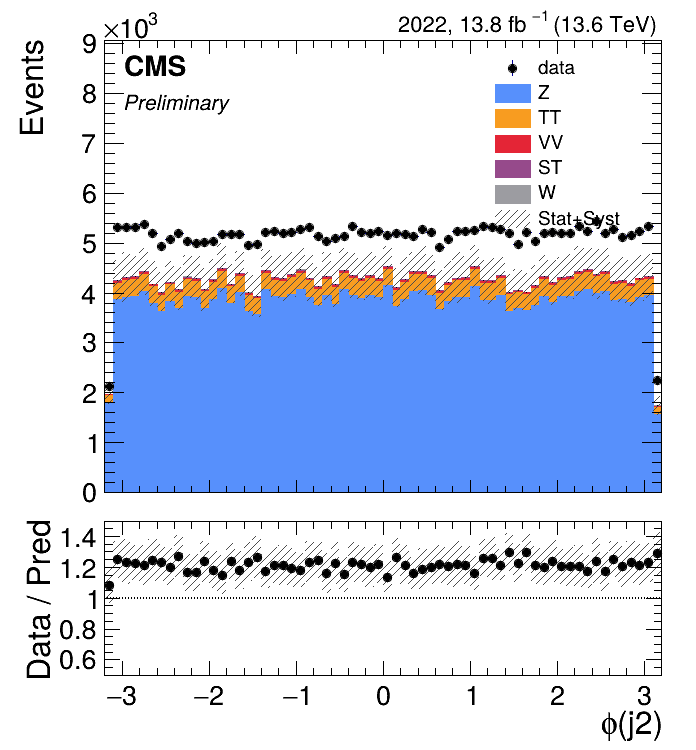 ×10³
2022, 13.8 fb⁻¹ (13.6 TeV)
Events
CMS
Preliminary
data
Z
TT
VV
ST
W
Stat+Syst
9
8
7
6
5
4
3
2
1
0
Data / Pred
1.4
1.2
1
0.8
0.6
−3 −2 −1 0 1 2 3
φ(j2)